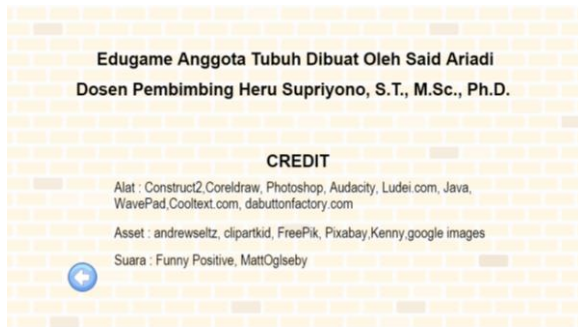 Edugame Anggota Tubuh Dibuat Oleh Said Ariadi
Dosen Pembimbing Heru Supriyono, S.T., M.Sc., Ph.D.
CREDIT
Alat : Construct2,Coreldraw, Photoshop, Audacity, Ludei.com, Java,
WavePad,Cooltext.com, dabuttonfactory.com
Asset : andrewseltz, clipartkid, FreePik, Pixabay,Kenny,google images
Suara : Funny Positive, MattOglseby